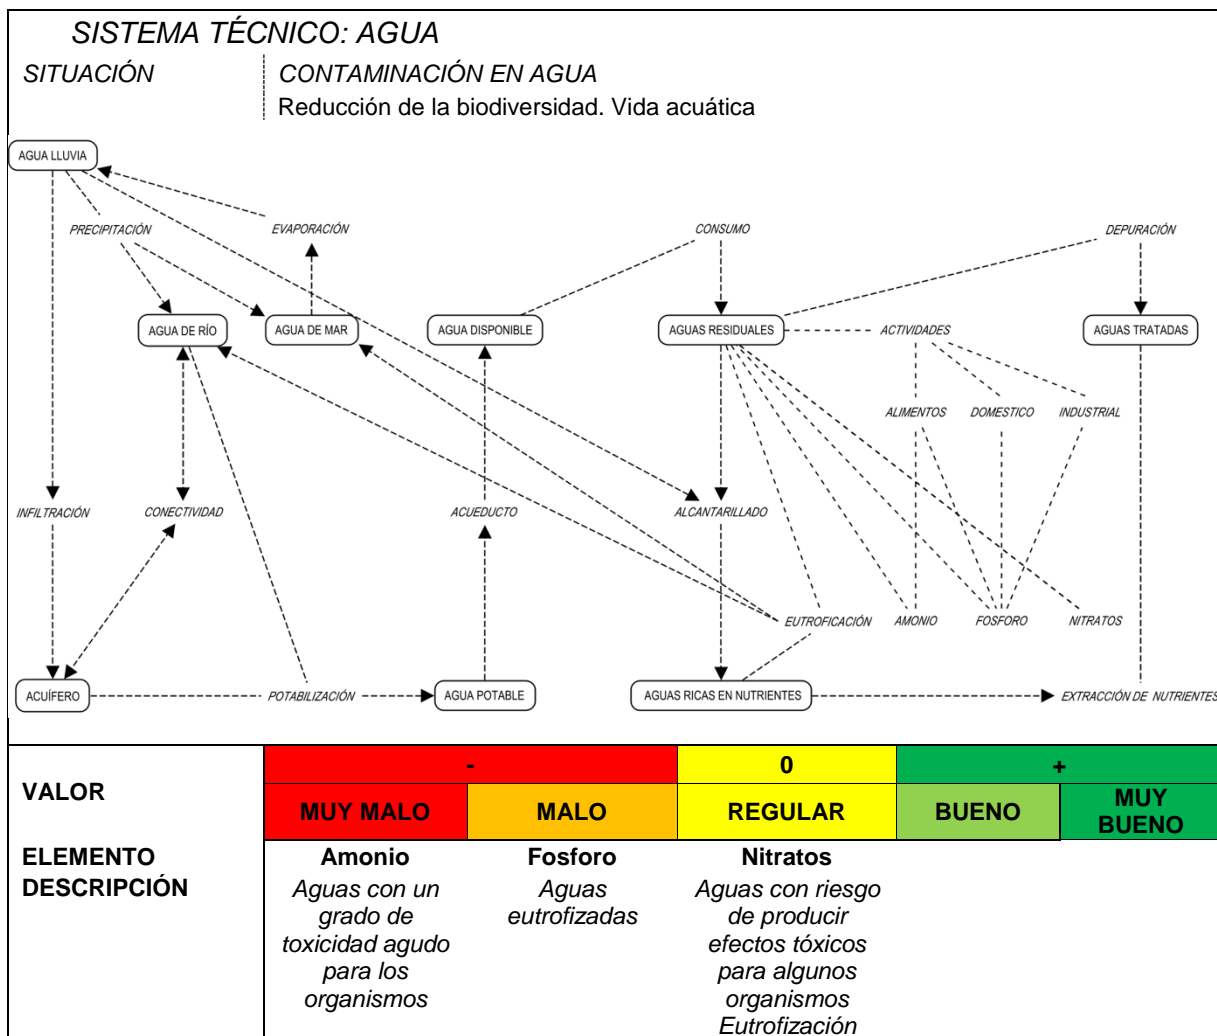 SISTEMA TÉCNICO: AGUA
SITUACIÓN
CONTAMINACIÓN EN AGUA
Reducción de la biodiversidad. Vida acuática
AGUA LLUVIA
PRECIPITACIÓN
EVAPORACIÓN
CONSUMO
DEPURACIÓN
AGUA DE RÍO
AGUA DE MAR
AGUA DISPONIBLE
AGUAS RESIDUALES
ACTIVIDADES
AGUAS TRATADAS
ALIMENTOS
DOMESTICO
INDUSTRIAL
INFILTRACIÓN
CONECTIVIDAD
ACUEDUCTO
ALCANTARILLADO
EUTROFICACIÓN
AMONIO
FOSFORO
NITRATOS
ACUÍFERO
POTABILIZACIÓN
AGUA POTABLE
AGUAS RICAS EN NUTRIENTES
EXTRACCIÓN DE NUTRIENTES
VALOR
-
0
+
MUY MALO
MALO
REGULAR
BUENO
MUY
BUENO
ELEMENTO
DESCRIPCIÓN
Amonio
Aguas con un
grado de
toxicidad agudo
para los
organismos
Fosforo
Aguas
eutrofizadas
Nitratos
Aguas con riesgo
de producir
efectos tóxicos
para algunos
organismos
Eutrofización